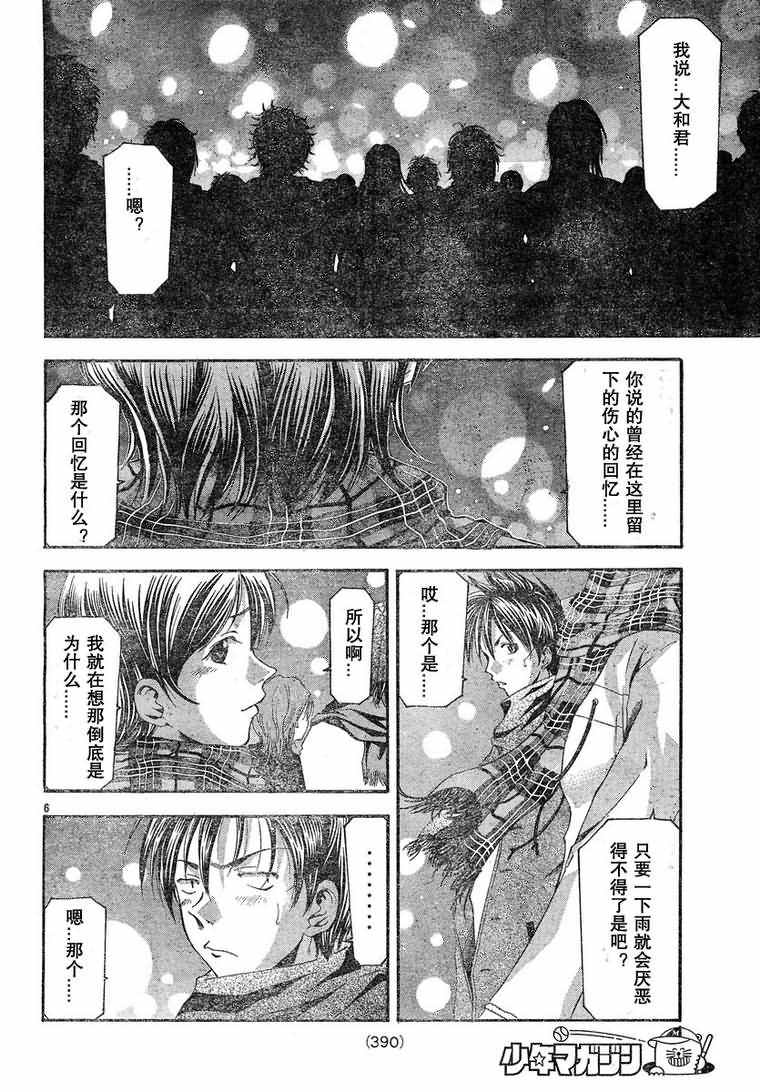 我说…大和君……
……嗯？
你说的曾经在这里留
下的伤心的回忆
……
那个回忆是什么？
哎…那个是…
只要一下雨就会厌恶
得不得了是吧？
所以啊…
我就在想那倒底是
为什么……
6
………
嗯…那个…
(390)
少年マガジン